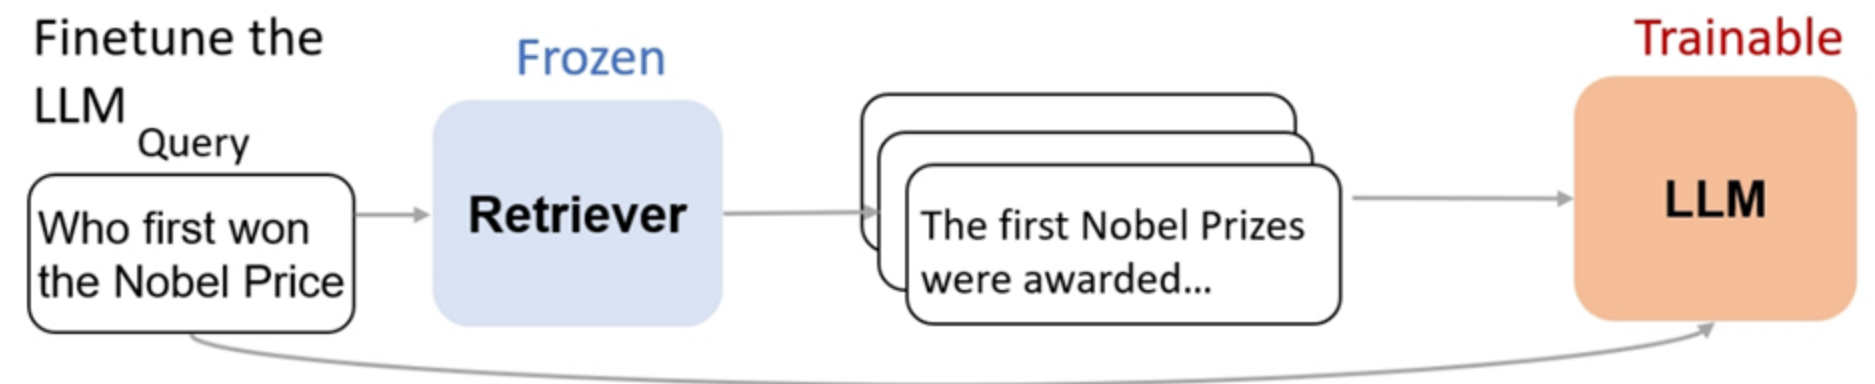 Finetune the
LLM
Frozen
Trainable
Query
Who first won
the Nobel Price
Retriever
The first Nobel Prizes
were awarded...
LLM